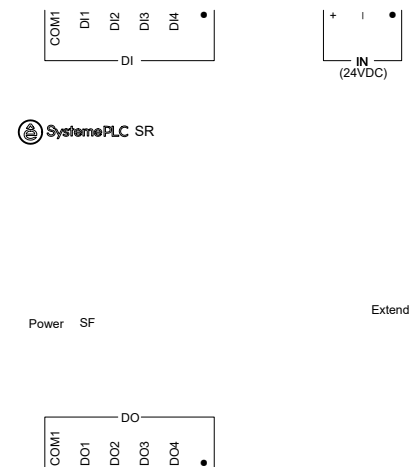 COM1 DI1 DI2 DI3 DI4 • + – •
DI
IN
(24VDC)
SystemePLC SR
Extend
Power SF
DO
COM1 DO1 DO2 DO3 DO4 •